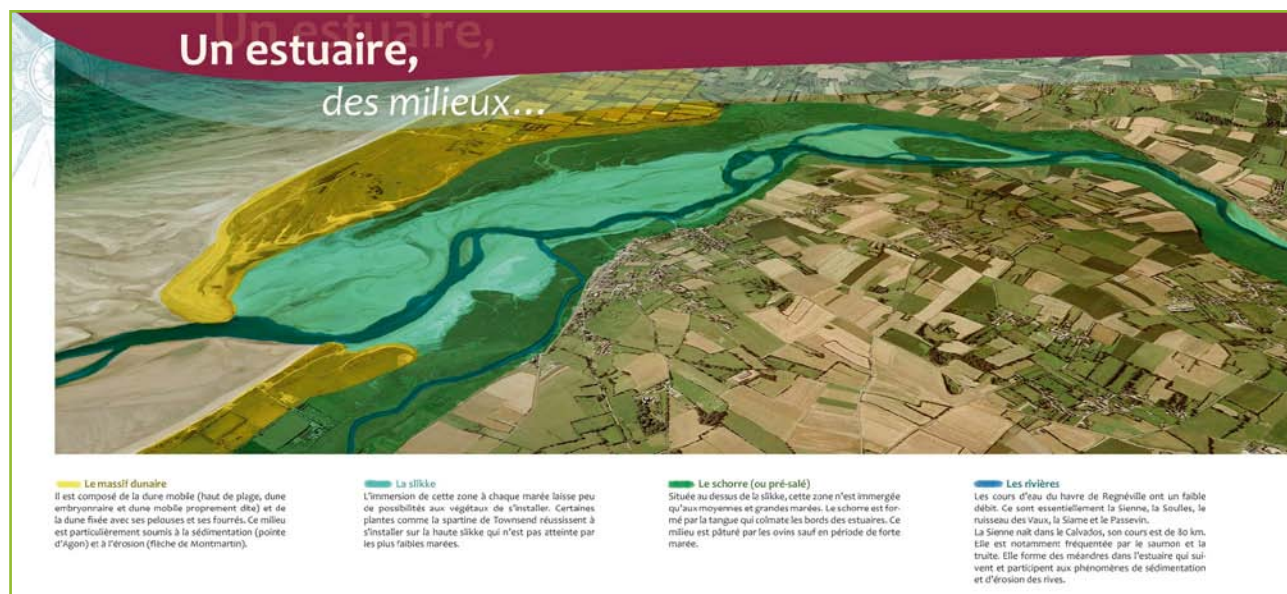 Un estuaire,
des milieux...
Le massif dunaire
Il est composé de la dune mobile (haut de plage, dune
embryonnaire et dune mobile proprement dite) et de
la dune fixée avec ses pelouses et ses fourrés. Ce milieu
est particulièrement soumis à la sédimentation (pointe
d'Agon) et à l'érosion (flèche de Montmartin).
La slikke
L'immersion de cette zone à chaque marée laisse peu
de possibilités aux végétaux de s'installer. Certaines
plantes comme la spartine de Townsend réussissent à
s'installer sur la haute slikke qui n'est pas atteinte par
les plus faibles marées.
Le schorre (ou pré-salé)
Située au dessus de la slikke, cette zone n'est immergée
qu'aux moyennes et grandes marées. Le schorre est for-
mé par la tangue qui colmate les bords des estuaires. Ce
milieu est pâturé par les ovins sauf en période de forte
marée.
Les rivières
Les cours d'eau du havre de Regnéville ont un faible
débit. Ce sont essentiellement la Sienne, la Soulles, le
ruisseau des Vaux, la Siame et le Passevin.
La Sienne naît dans le Calvados, son cours est de 80 km.
Elle est notamment fréquentée par le saumon et la
truite. Elle forme des méandres dans l'estuaire qui sui-
vent et participent aux phénomènes de sédimentation
et d'érosion des rives.